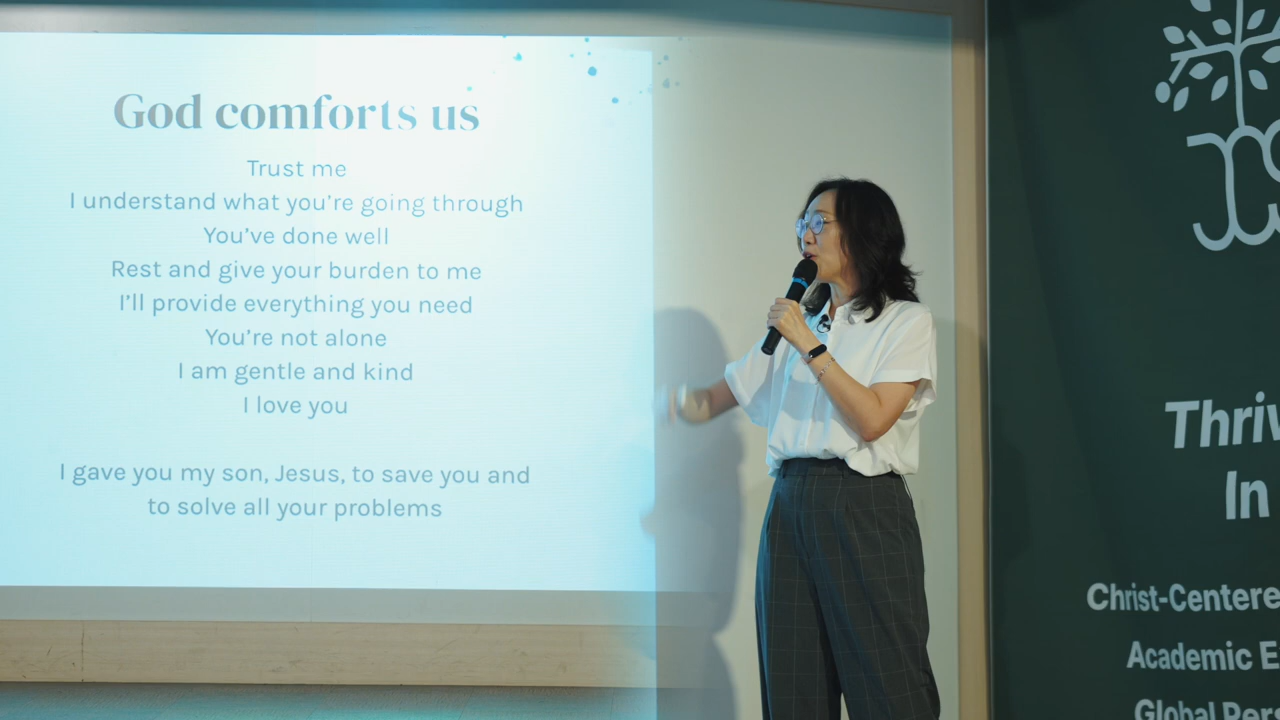 God comforts us
Trust me
I understand what you're going through
You've done well
Rest and give your burden to me
I'll provide everything you need
You're not alone
I am gentle and kind
I love you
I gave you my son, Jesus, to save you and
to solve all your problems
In
Academic
Global